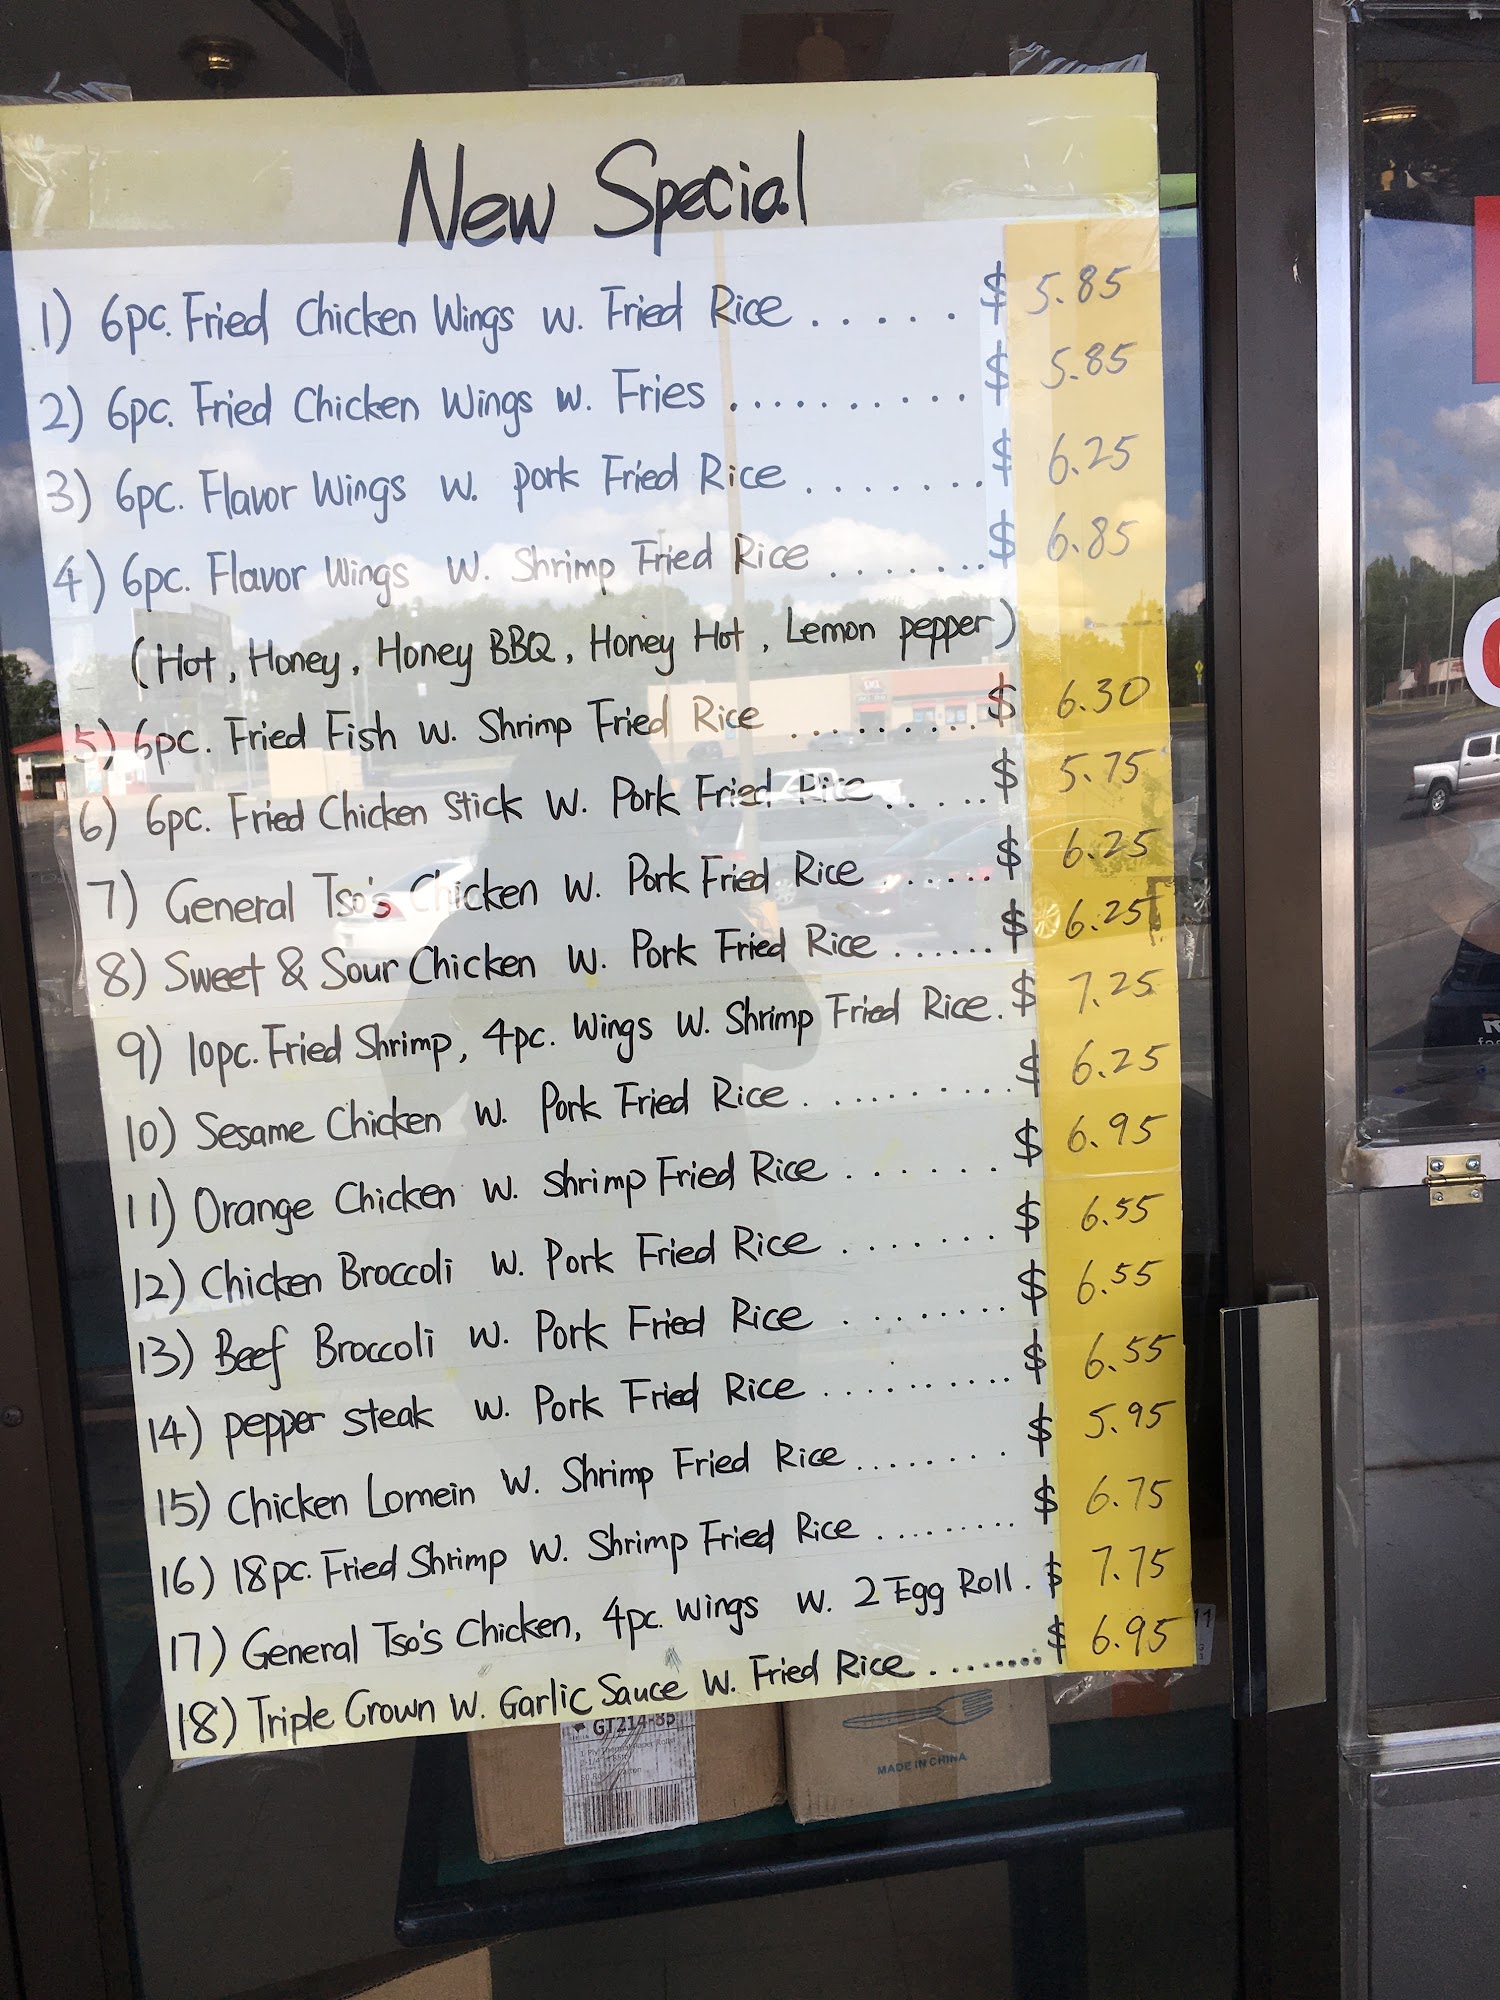 New Special
1) 6pc. Fried Chicken Wings w. Fried Rice ..... $ 5.85
2) 6pc. Fried Chicken Wings w. Fries .......... $ 5.85
3) 6pc. Flavor Wings w. pork Fried Rice ....... $ 6.25
4) 6pc. Flavor Wings w. Shrimp Fried Rice ....... $ 6.85
(Hot, Honey, Honey BBQ, Honey Hot, Lemon pepper)
5) 6pc. Fried Fish w. Shrimp Fried Rice ......... $ 6.30
6) 6pc. Fried Chicken Stick w. Pork Fried Rice ..... $ 5.75
7) General Tso's Chicken w. Pork Fried Rice ...... $ 6.25
8) Sweet & Sour Chicken w. Pork Fried Rice ...... $ 6.25
9) 10pc. Fried Shrimp, 4pc. Wings w. Shrimp Fried Rice. $ 7.25
10) Sesame Chicken w. Pork Fried Rice ......... $ 6.25
11) Orange Chicken w. Shrimp Fried Rice ....... $ 6.95
12) Chicken Broccoli w. Pork Fried Rice ....... $ 6.55
13) Beef Broccoli w. Pork Fried Rice ........ $ 6.55
14) pepper steak w. Pork Fried Rice .......... $ 6.55
15) Chicken Lomein w. Shrimp Fried Rice ........ $ 5.95
16) 18pc. Fried Shrimp w. Shrimp Fried Rice ......... $ 6.75
17) General Tso's Chicken, 4pc. Wings w. 2 Egg Roll . $ 7.75
18) Triple Crown w. Garlic Sauce w. Fried Rice ........ $ 6.95
GT214-85
MADE IN CHINA